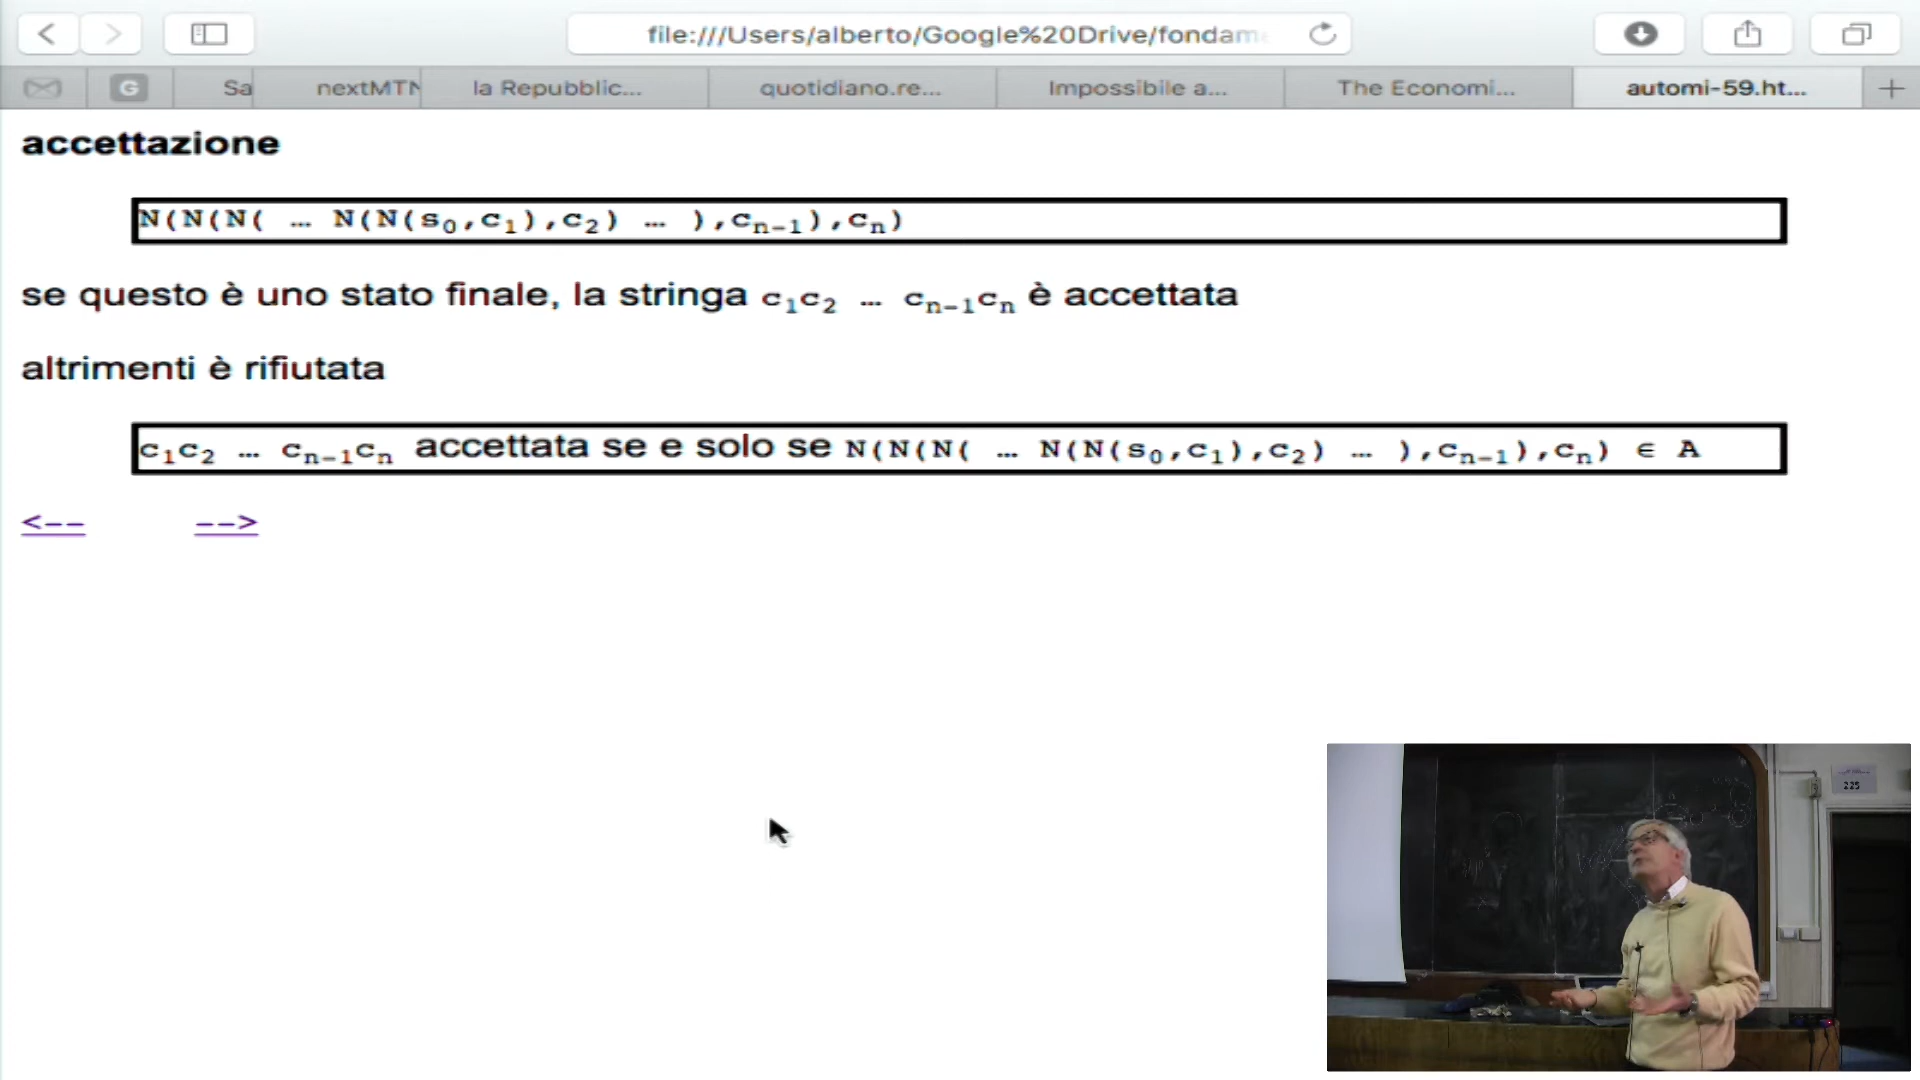 file:///Users/alberto/Google%20Drive/fondame
G
Sa
nextMTN
la Repubblic...
quotidiano.re...
Impossibile a...
The Economi...
automi-59.ht...
accettazione
N(N(N( … N(N(s₀,c₁),c₂) … ),cₙ₋₁),cₙ)
se questo è uno stato finale, la stringa c₁c₂ … cₙ₋₁cₙ è accettata
altrimenti è rifiutata
c₁c₂ … cₙ₋₁cₙ accettata se e solo se N(N(N( … N(N(s₀,c₁),c₂) … ),cₙ₋₁),cₙ) ∈ A
<-- -->
225